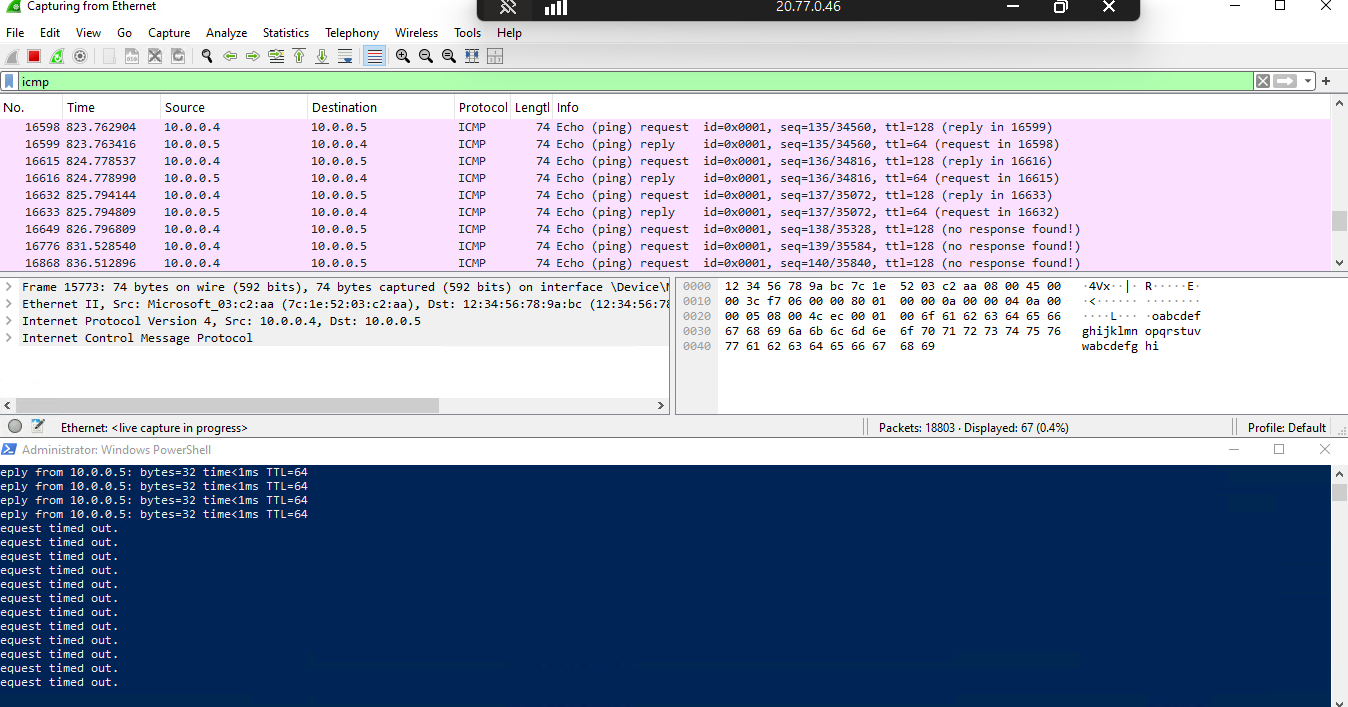 Capturing from Ethernet
20.77.0.46
File Edit View Go Capture Analyze Statistics Telephony Wireless Tools Help
icmp
No. Time Source Destination Protocol Lengtl Info
16598 823.762904 10.0.0.4 10.0.0.5 ICMP 74 Echo (ping) request id=0x0001, seq=135/34560, ttl=128 (reply in 16599)
16599 823.763416 10.0.0.5 10.0.0.4 ICMP 74 Echo (ping) reply id=0x0001, seq=135/34560, ttl=64 (request in 16598)
16615 824.778537 10.0.0.4 10.0.0.5 ICMP 74 Echo (ping) request id=0x0001, seq=136/34816, ttl=128 (reply in 16616)
16616 824.778990 10.0.0.5 10.0.0.4 ICMP 74 Echo (ping) reply id=0x0001, seq=136/34816, ttl=64 (request in 16615)
16632 825.794144 10.0.0.4 10.0.0.5 ICMP 74 Echo (ping) request id=0x0001, seq=137/35072, ttl=128 (reply in 16633)
16633 825.794809 10.0.0.5 10.0.0.4 ICMP 74 Echo (ping) reply id=0x0001, seq=137/35072, ttl=64 (request in 16632)
16649 826.796809 10.0.0.4 10.0.0.5 ICMP 74 Echo (ping) request id=0x0001, seq=138/35328, ttl=128 (no response found!)
16776 831.528540 10.0.0.4 10.0.0.5 ICMP 74 Echo (ping) request id=0x0001, seq=139/35584, ttl=128 (no response found!)
16868 836.512896 10.0.0.4 10.0.0.5 ICMP 74 Echo (ping) request id=0x0001, seq=140/35840, ttl=128 (no response found!)
Frame 15773: 74 bytes on wire (592 bits), 74 bytes captured (592 bits) on interface \Device\N
Ethernet II, Src: Microsoft_03:c2:aa (7c:1e:52:03:c2:aa), Dst: 12:34:56:78:9a:bc (12:34:56:78
Internet Protocol Version 4, Src: 10.0.0.4, Dst: 10.0.0.5
Internet Control Message Protocol
0000 12 34 56 78 9a bc 7c 1e 52 03 c2 aa 08 00 45 00 ·4Vx··|· R·····E·
0010 00 3c f7 06 00 00 80 01 00 00 0a 00 00 04 0a 00 ·<······ ········
0020 00 05 08 00 4c ec 00 01 00 6f 61 62 63 64 65 66 ····L··· ·oabcdef
0030 67 68 69 6a 6b 6c 6d 6e 6f 70 71 72 73 74 75 76 ghijklmn opqrstuv
0040 77 61 62 63 64 65 66 67 68 69 wabcdefg hi
Ethernet: <live capture in progress> Packets: 18803 · Displayed: 67 (0.4%) Profile: Default
Administrator: Windows PowerShell
eply from 10.0.0.5: bytes=32 time<1ms TTL=64
eply from 10.0.0.5: bytes=32 time<1ms TTL=64
eply from 10.0.0.5: bytes=32 time<1ms TTL=64
eply from 10.0.0.5: bytes=32 time<1ms TTL=64
equest timed out.
equest timed out.
equest timed out.
equest timed out.
equest timed out.
equest timed out.
equest timed out.
equest timed out.
equest timed out.
equest timed out.
equest timed out.
equest timed out.